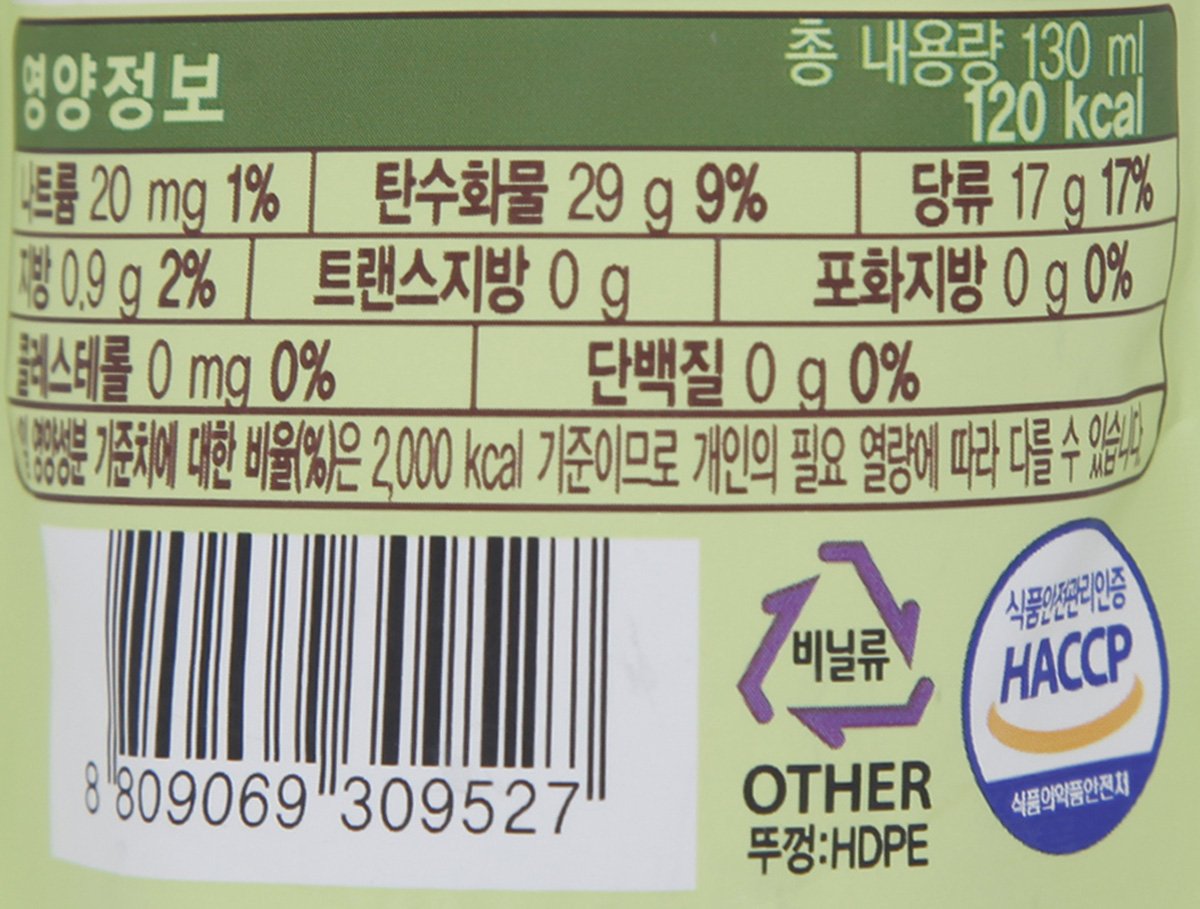 영양정보
총 내용량 130 ml
120 kcal
나트륨 20 mg 1% 탄수화물 29 g 9% 당류 17 g 17%
지방 0.9 g 2% 트랜스지방 0 g 포화지방 0 g 0%
콜레스테롤 0 mg 0% 단백질 0 g 0%
영양성분 기준치에 대한 비율(%)은 2,000 kcal 기준이므로 개인의 필요 열량에 따라 다를 수 있습니다
8 809069 309527
비닐류
OTHER
뚜껑:HDPE
식품안전관리인증
HACCP
식품의약품안전처